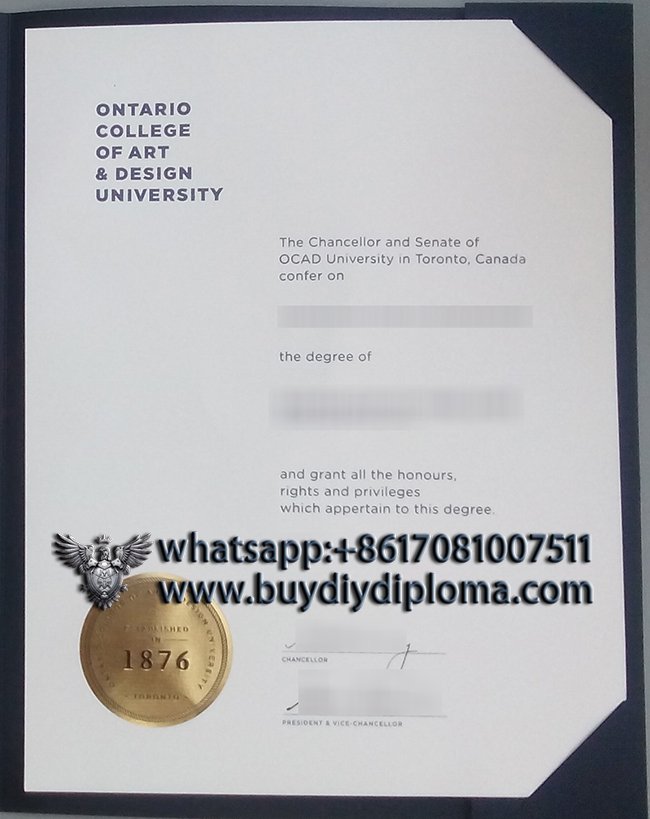 ONTARIO
COLLEGE
OF ART
& DESIGN
UNIVERSITY
The Chancellor and Senate of
OCAD University in Toronto, Canada
confer on
the degree of
and grant all the honours,
rights and privileges
which appertain to this degree.
whatsapp:+8617081007511
www.buydiydiploma.com
ESTABLISHED
IN
1876
TORONTO
CHANCELLOR
PRESIDENT & VICE-CHANCELLOR